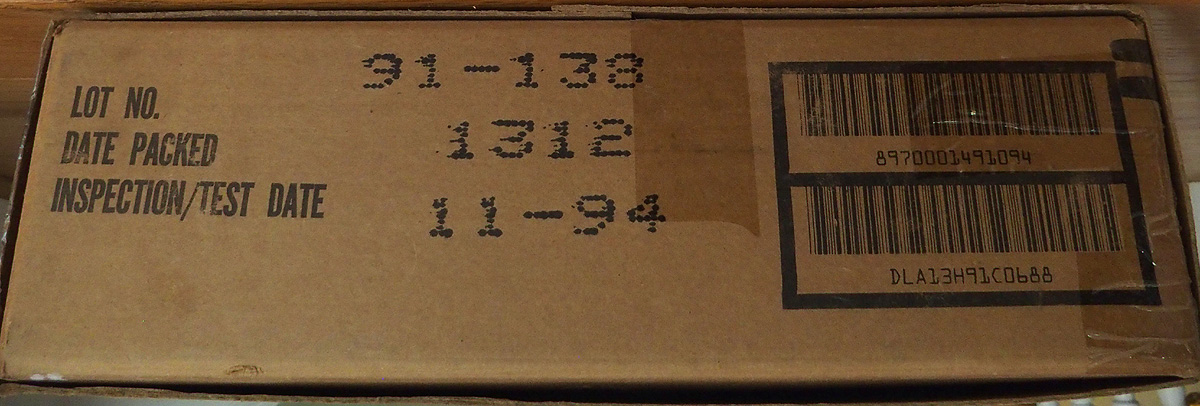 LOT NO. 91-138
DATE PACKED 1312
INSPECTION/TEST DATE 11-94
8970001491094
DLA13H91C0688